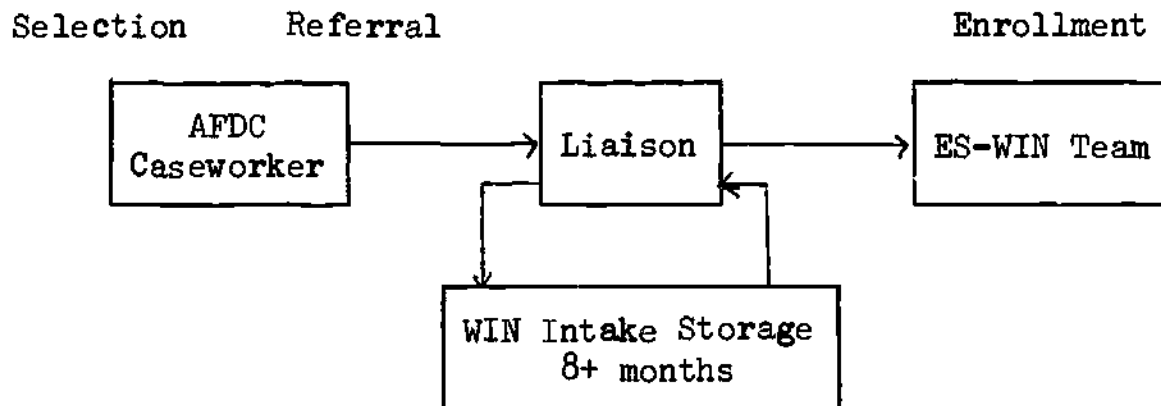 Selection Referral Enrollment
AFDC
Caseworker
Liaison
ES-WIN Team
WIN Intake Storage
8+ months